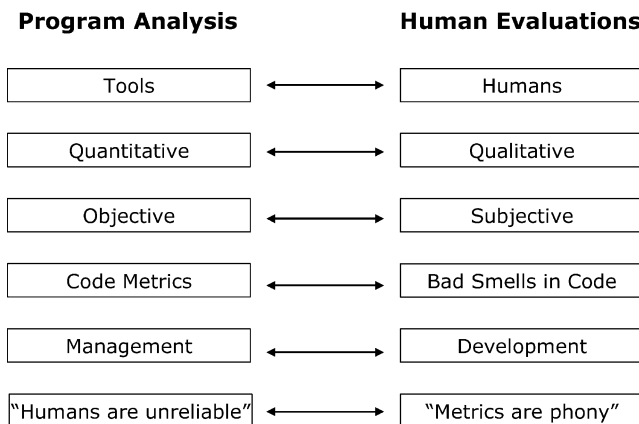 Program Analysis Human Evaluations
Tools Humans
Quantitative Qualitative
Objective Subjective
Code Metrics Bad Smells in Code
Management Development
“Humans are unreliable” “Metrics are phony”